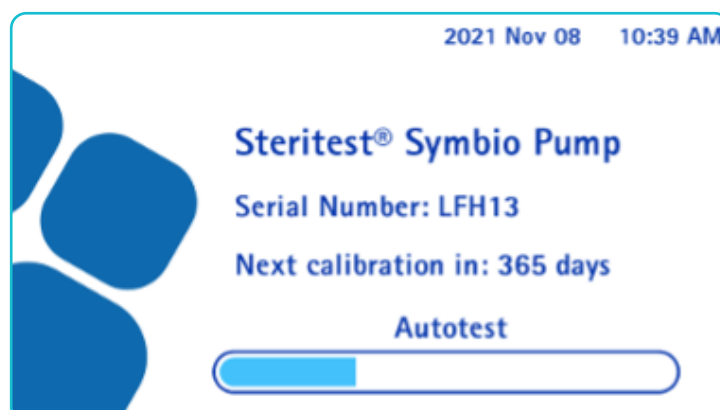 2021 Nov 08 10:39 AM
Steritest® Symbio Pump
Serial Number: LFH13
Next calibration in: 365 days
Autotest